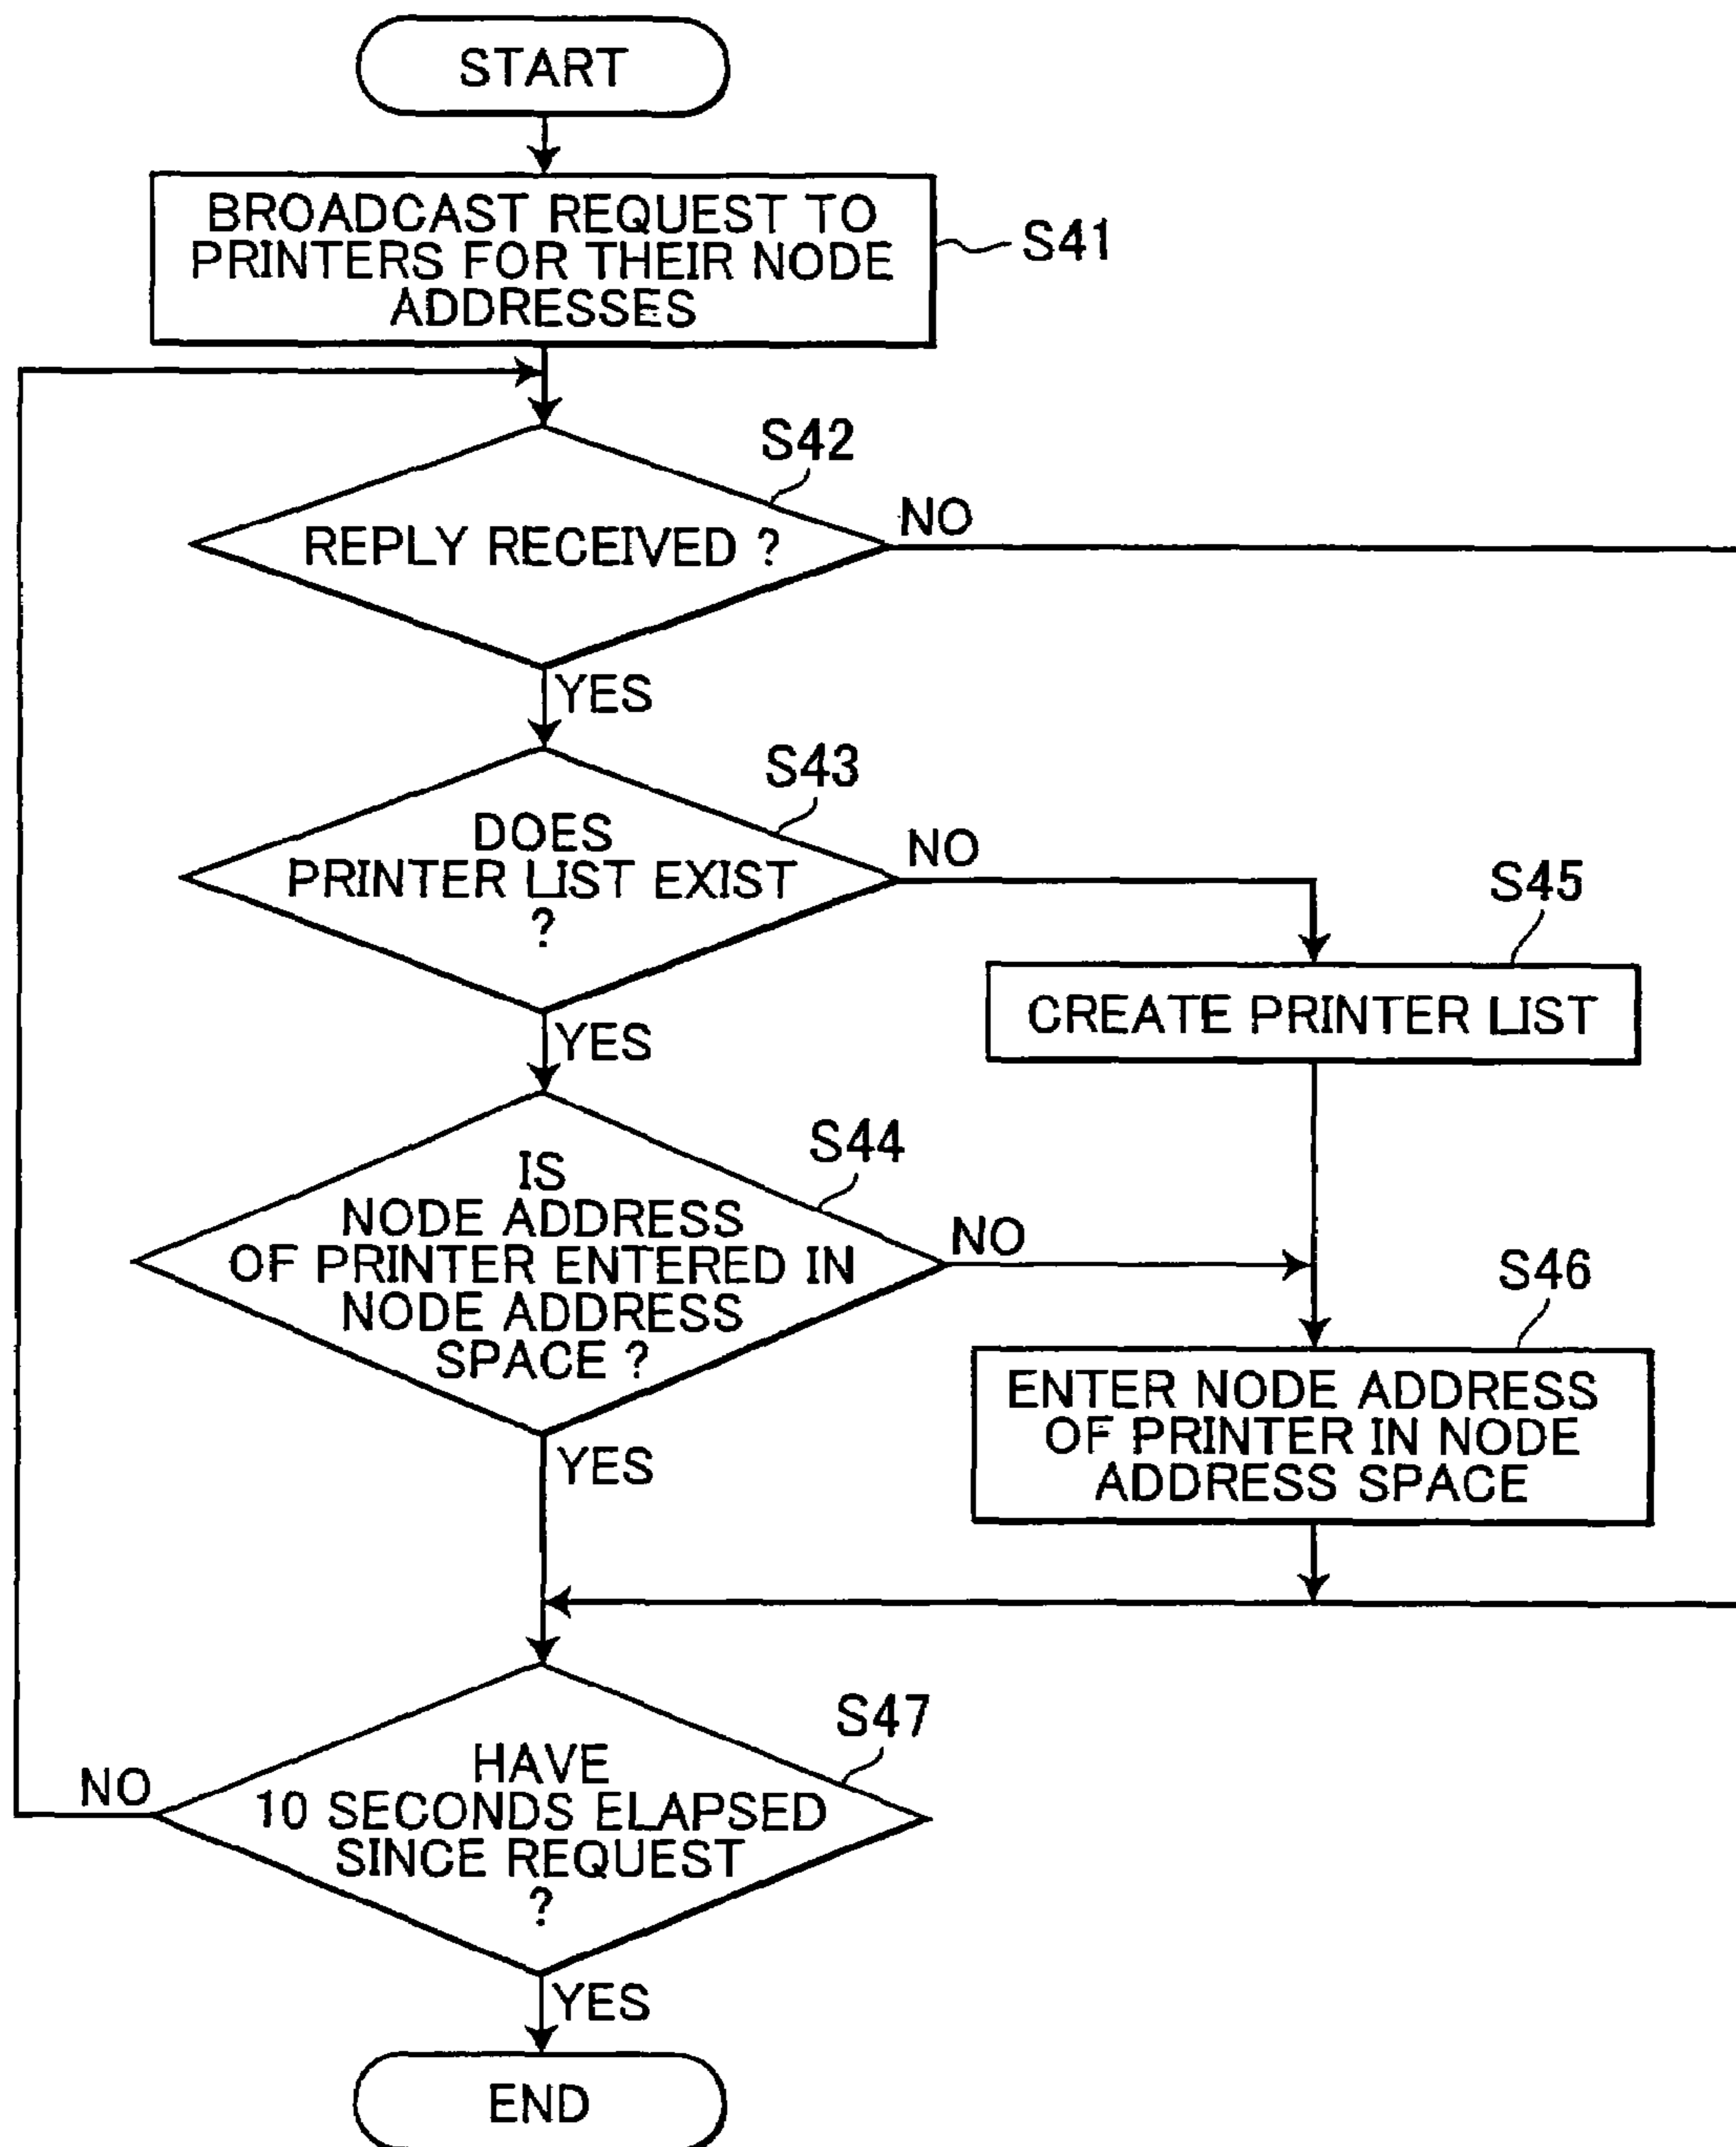 START
BROADCAST REQUEST TO
PRINTERS FOR THEIR NODE
ADDRESSES
S41
S42
REPLY RECEIVED ?
NO
YES
S43
DOES
PRINTER LIST EXIST
?
NO
YES
S45
CREATE PRINTER LIST
S44
IS
NODE ADDRESS
OF PRINTER ENTERED IN
NODE ADDRESS
SPACE ?
NO
YES
S46
ENTER NODE ADDRESS
OF PRINTER IN NODE
ADDRESS SPACE
S47
HAVE
10 SECONDS ELAPSED
SINCE REQUEST
?
NO
YES
END